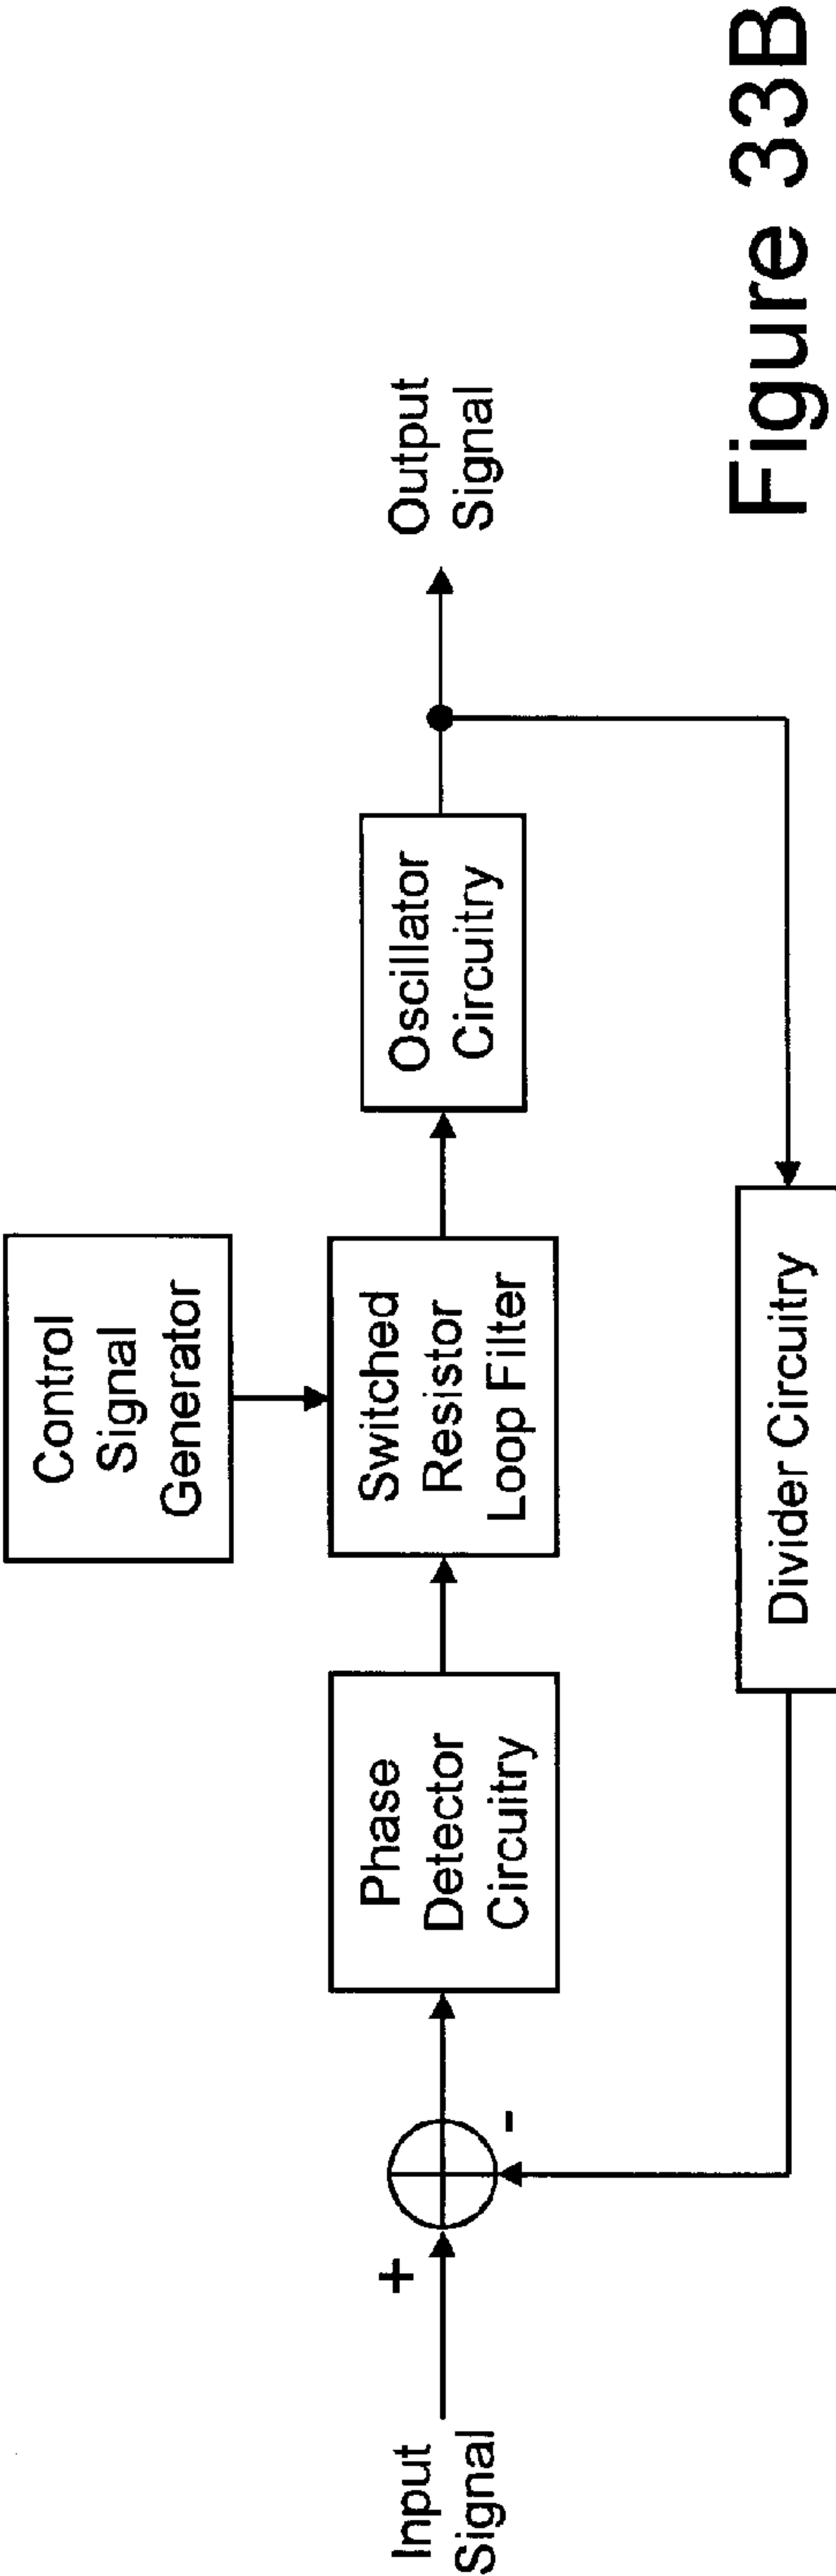 Control
Signal
Generator
Input
Signal
+
-
Phase
Detector
Circuitry
Switched
Resistor
Loop Filter
Oscillator
Circuitry
Output
Signal
Divider Circuitry
Figure 33B